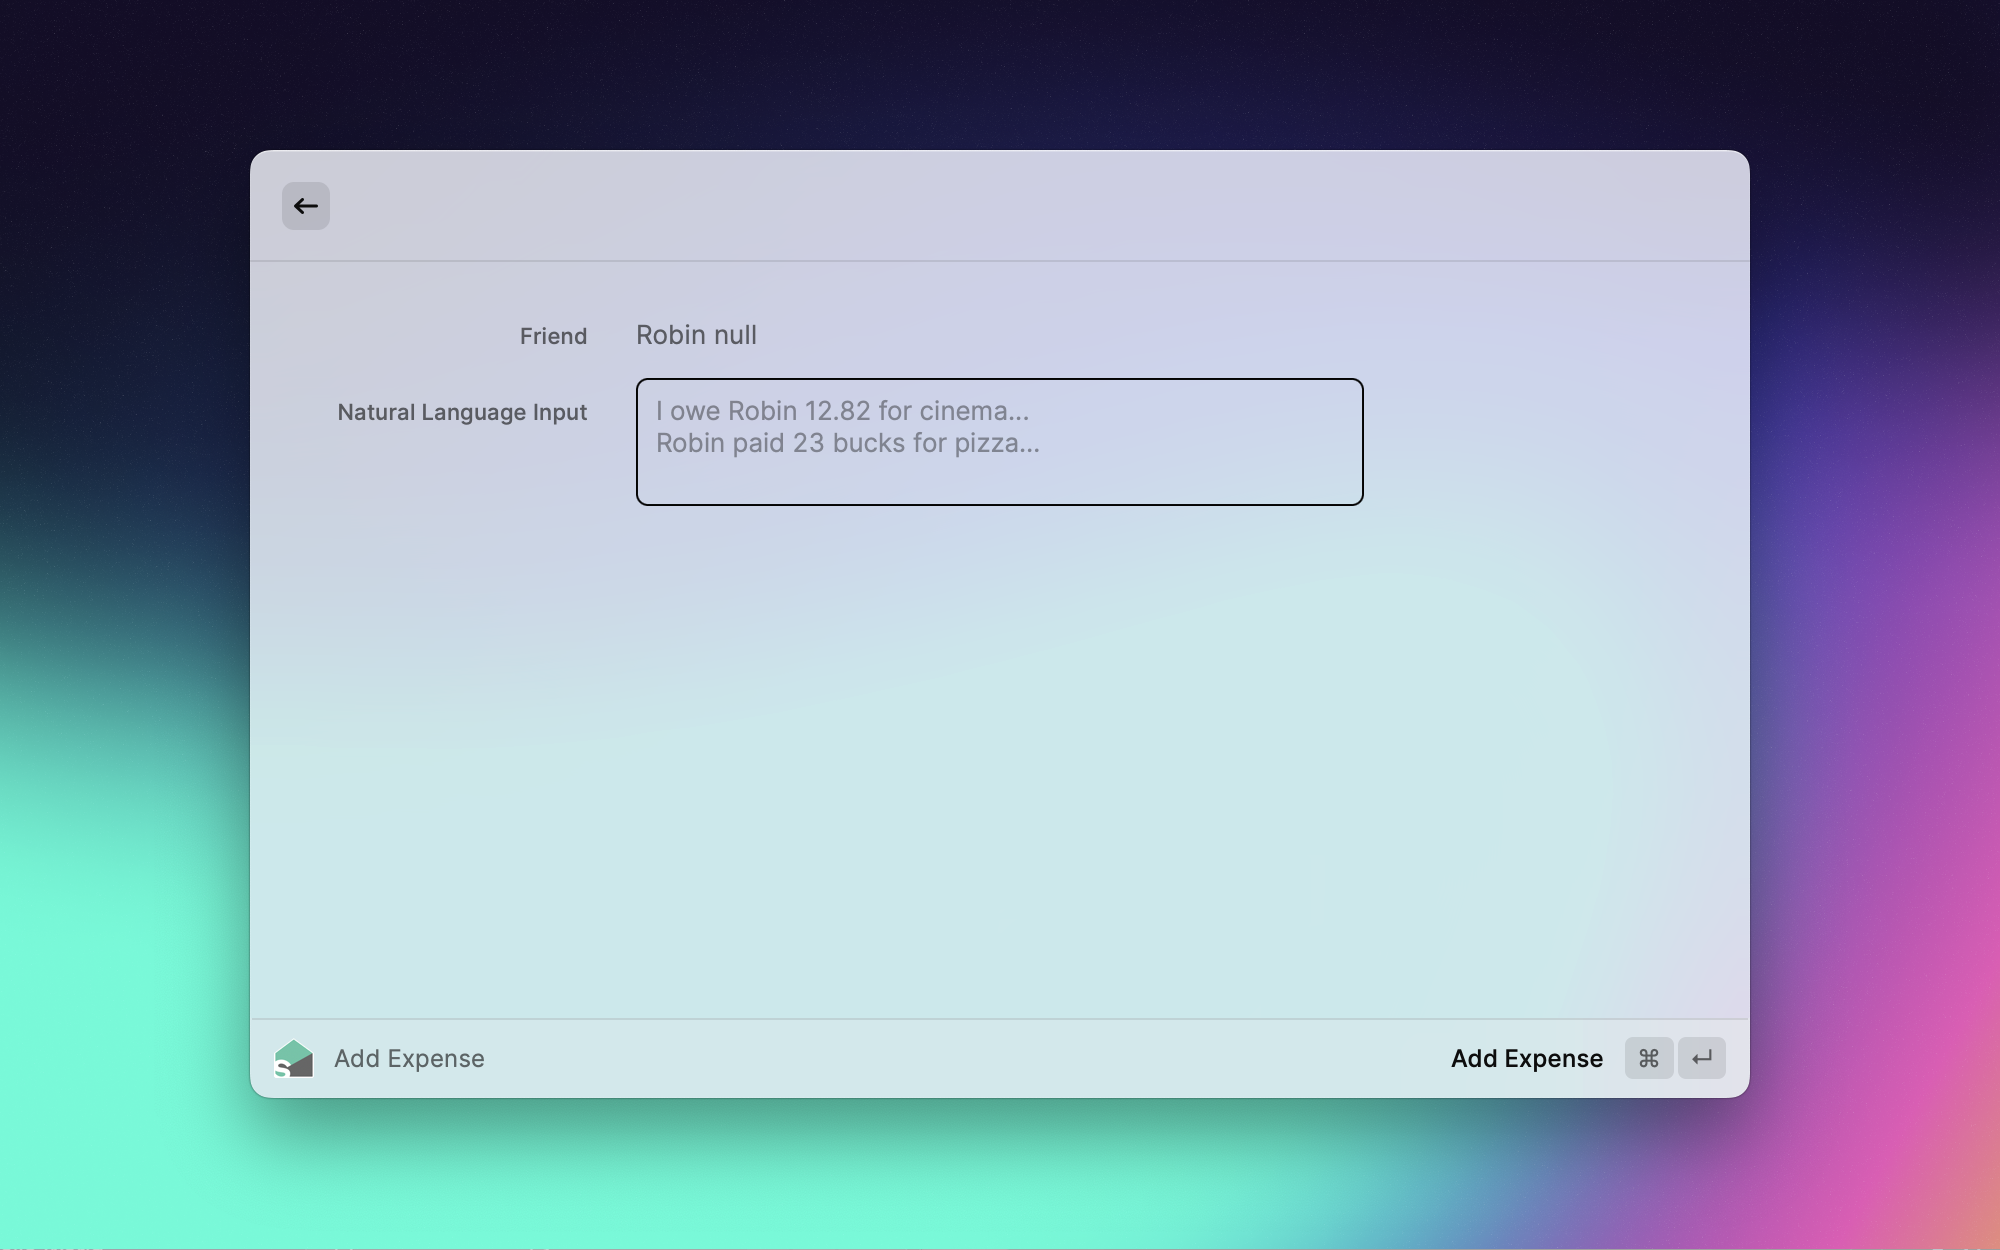 Friend
Robin null
Natural Language Input
I owe Robin 12.82 for cinema...
Robin paid 23 bucks for pizza...
S
Add Expense
Add Expense ⌘ ↵